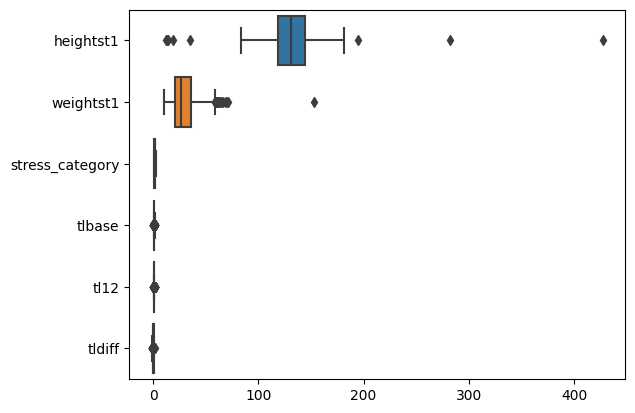 heightst1
weightst1
stress_category
tlbase
tl12
tldiff
0 100 200 300 400